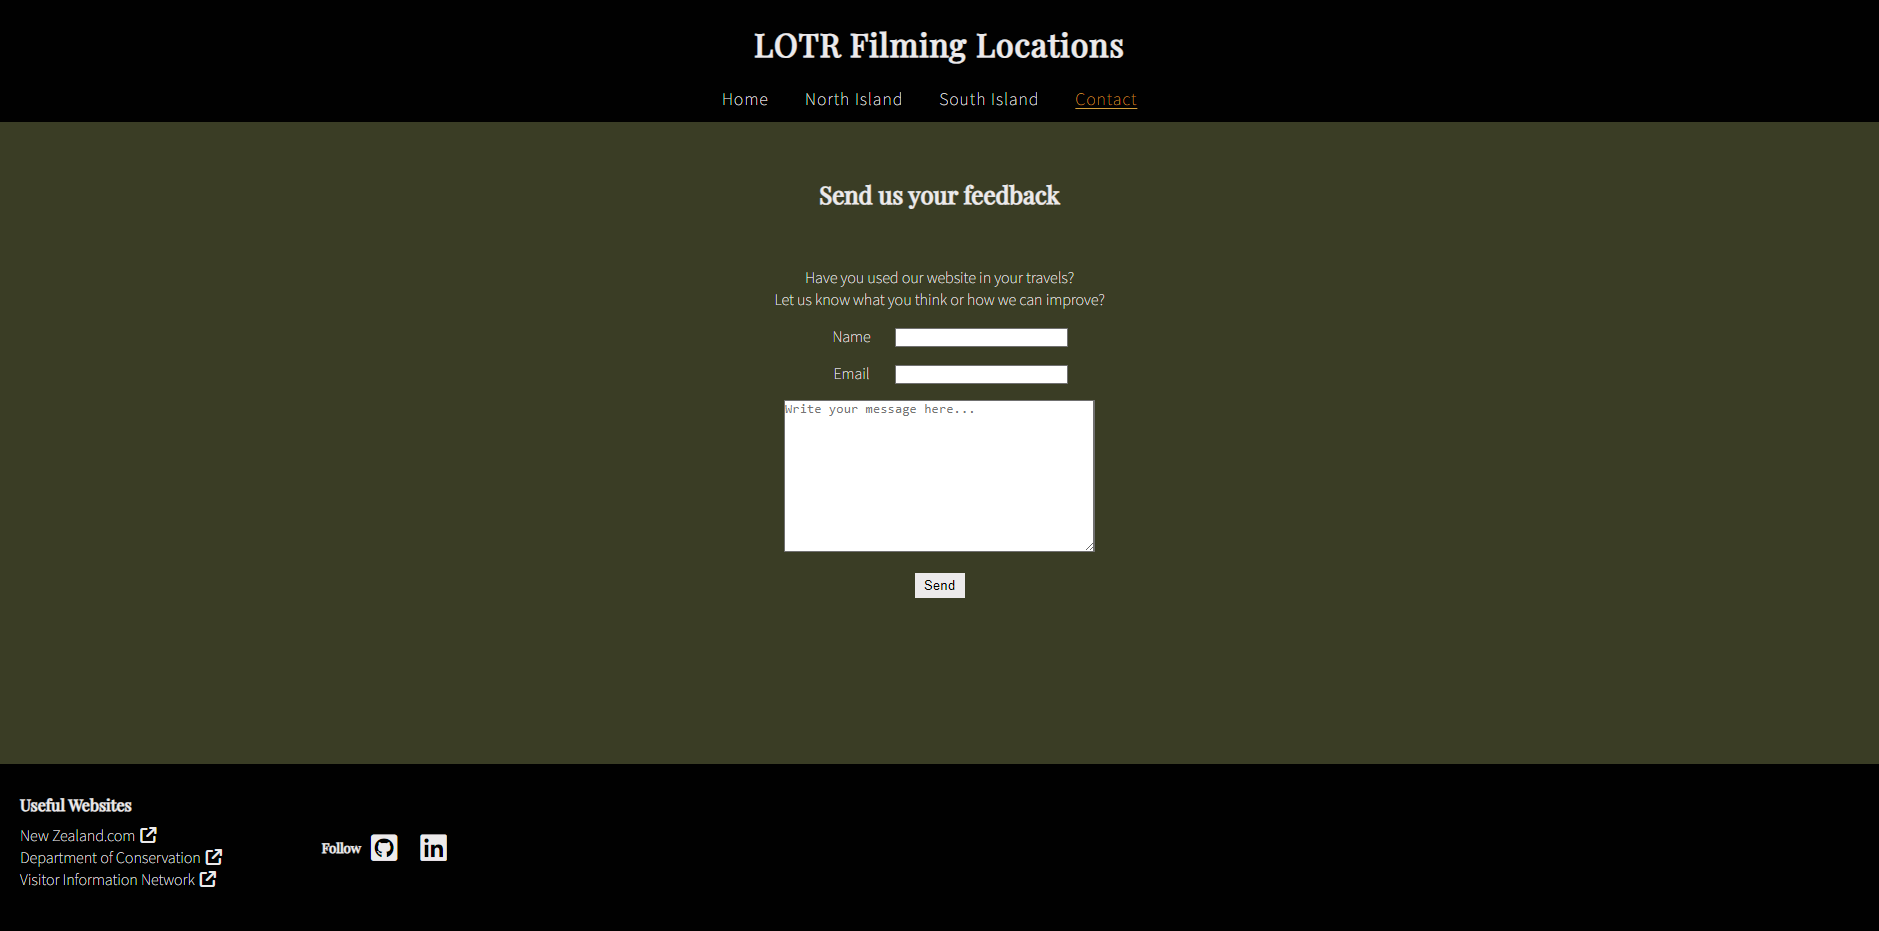 LOTR Filming Locations
Home North Island South Island Contact
Send us your feedback
Have you used our website in your travels?
Let us know what you think or how we can improve?
Name
Email
Write your message here...
Send
Useful Websites
New Zealand.com
Department of Conservation
Visitor Information Network
Follow
in